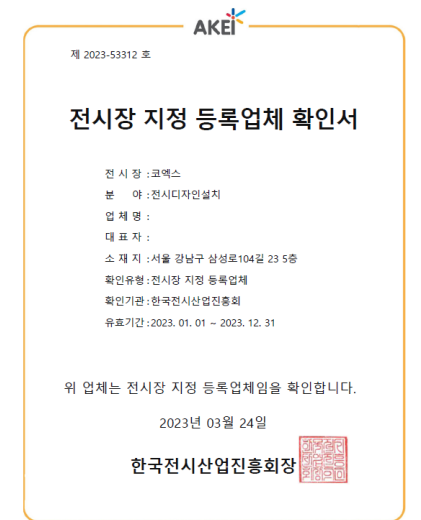 AKEI
제 2023-53312 호
전시장 지정 등록업체 확인서
전 시 장 : 코엑스
분 야 : 전시디자인설치
업 체 명 :
대 표 자 :
소 재 지 : 서울 강남구 삼성로104길 23 5층
확인유형 : 전시장 지정 등록업체
확인기관 : 한국전시산업진흥회
유효기간 : 2023. 01. 01 ~ 2023. 12. 31
위 업체는 전시장 지정 등록업체임을 확인합니다.
2023년 03월 24일
한국전시산업진흥회장